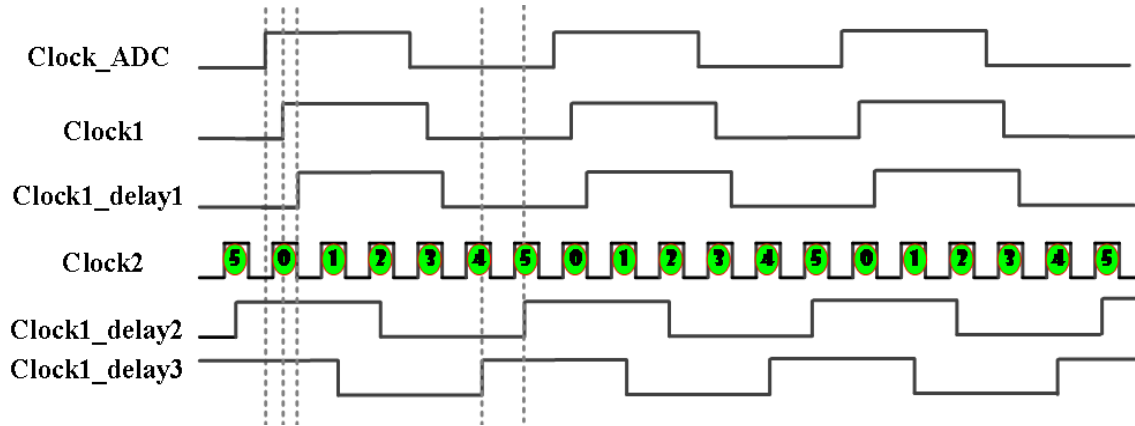 Clock_ADC
Clock1
Clock1_delay1
Clock2
5 0 1 2 3 4 5 0 1 2 3 4 5 0 1 2 3 4 5
Clock1_delay2
Clock1_delay3